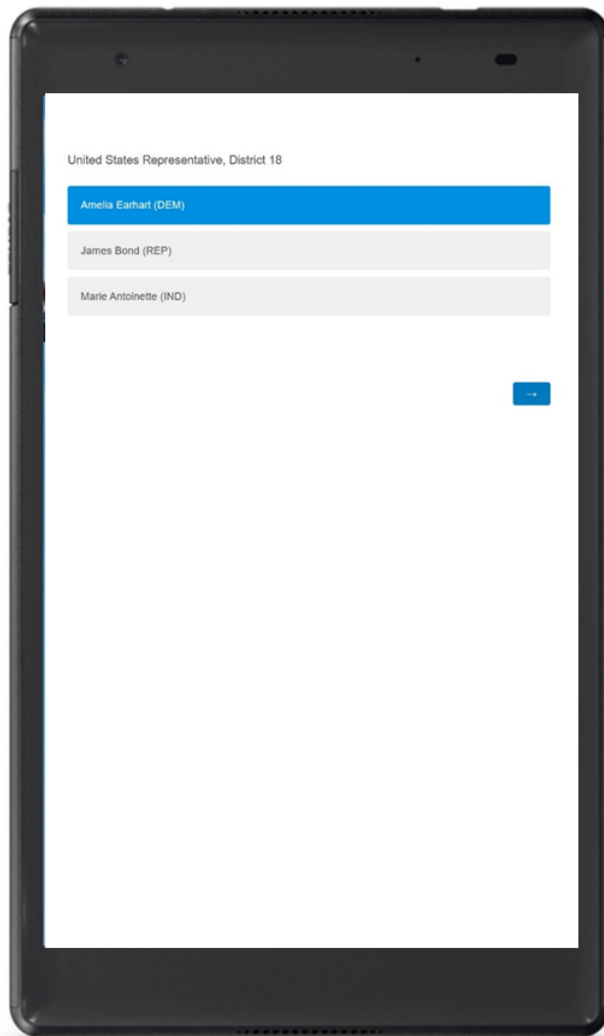 United States Representative, District 18
Amelia Earhart (DEM)
James Bond (REP)
Marie Antoinette (IND)
→